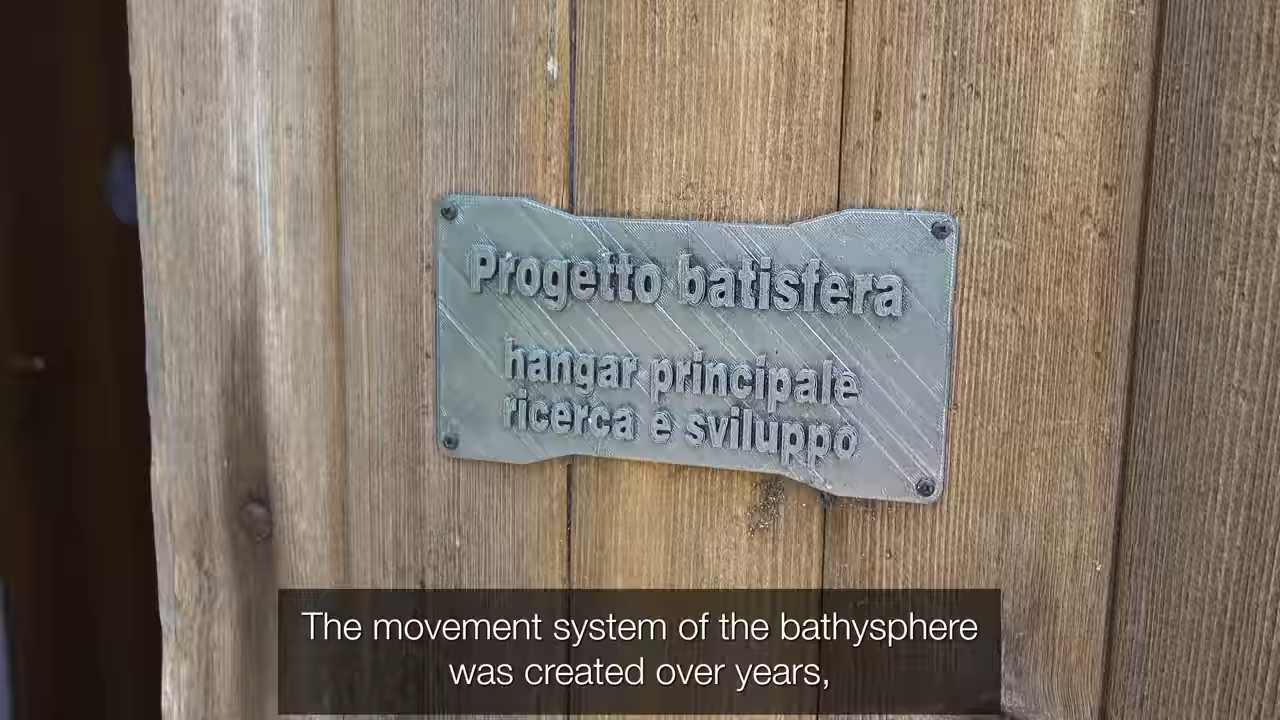 Progetto batisfera
hangar principale
ricerca e sviluppo
The movement system of the bathysphere
was created over years,